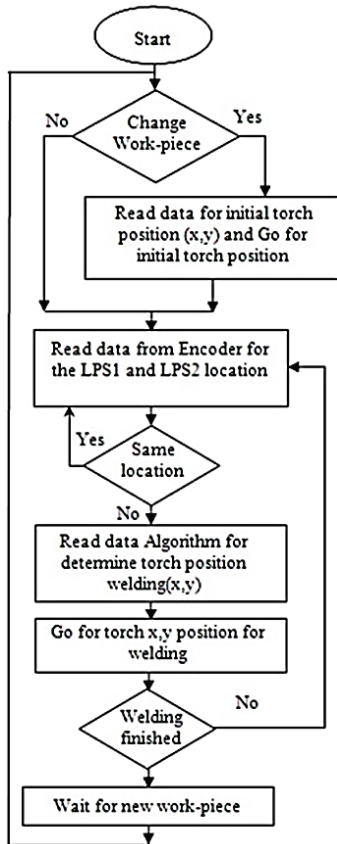 Start
No
Yes
Change
Work-piece
Read data for initial torch
position (x,y) and Go for
initial torch position
Read data from Encoder for
the LPS1 and LPS2 location
Yes
Same
location
No
Read data Algorithm for
determine torch position
welding(x,y)
Go for torch x,y position for
welding
No
Welding
finished
Wait for new work-piece